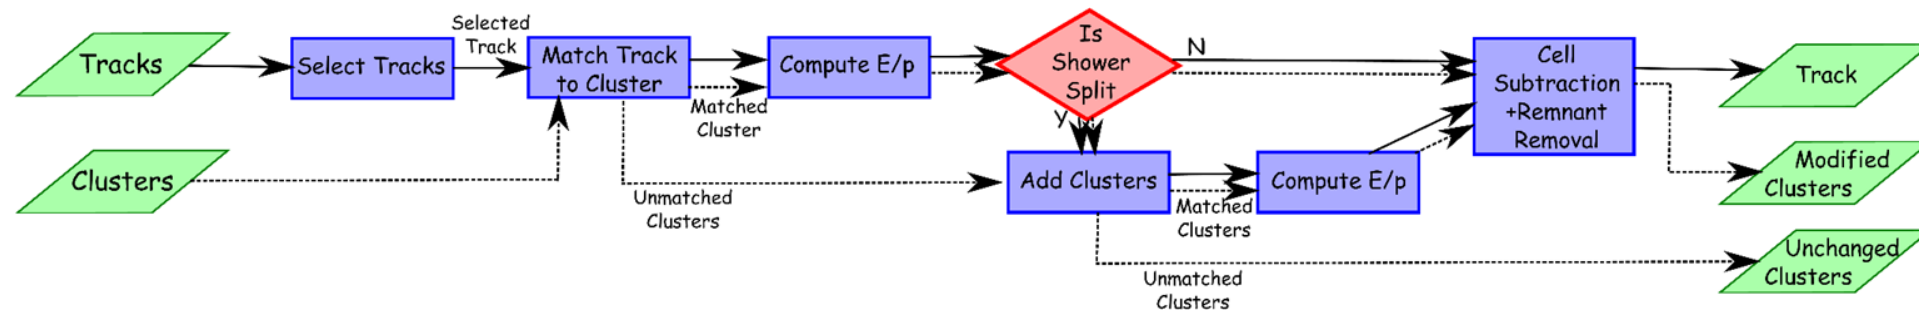 Tracks
Select Tracks
Selected
Track
Match Track
to Cluster
Matched
Cluster
Compute E/p
Is
Shower
Split
N
Y
Cell
Subtraction
+Remnant
Removal
Track
Clusters
Unmatched
Clusters
Add Clusters
Matched
Clusters
Compute E/p
Modified
Clusters
Unmatched
Clusters
Unchanged
Clusters